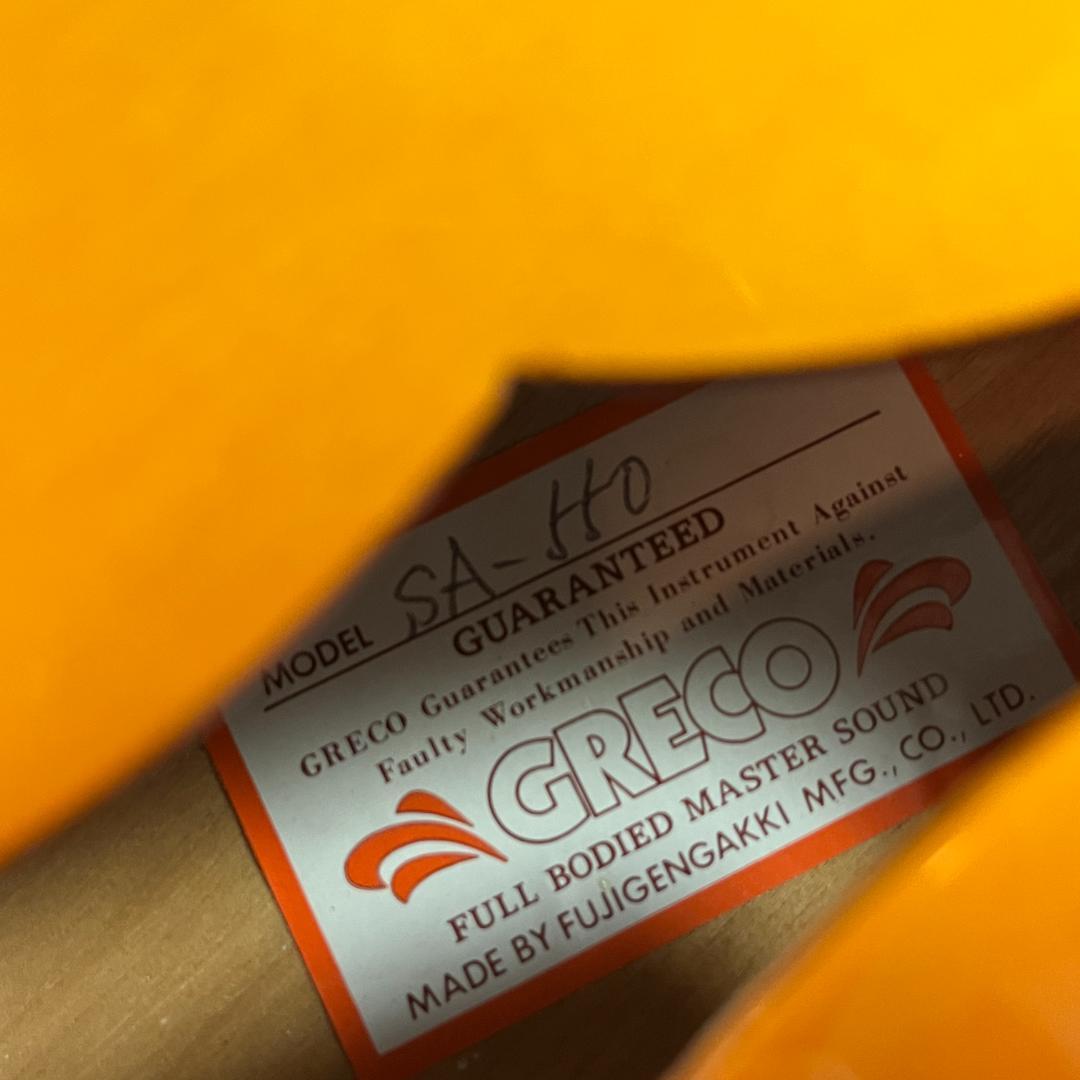 MODEL SA-HO
GUARANTEED
GRECO Guarantees This Instrument Against
Faulty Workmanship and Materials.
GRECO
FULL BODIED MASTER SOUND
MADE BY FUJIGENGAKKI MFG., CO., LTD.